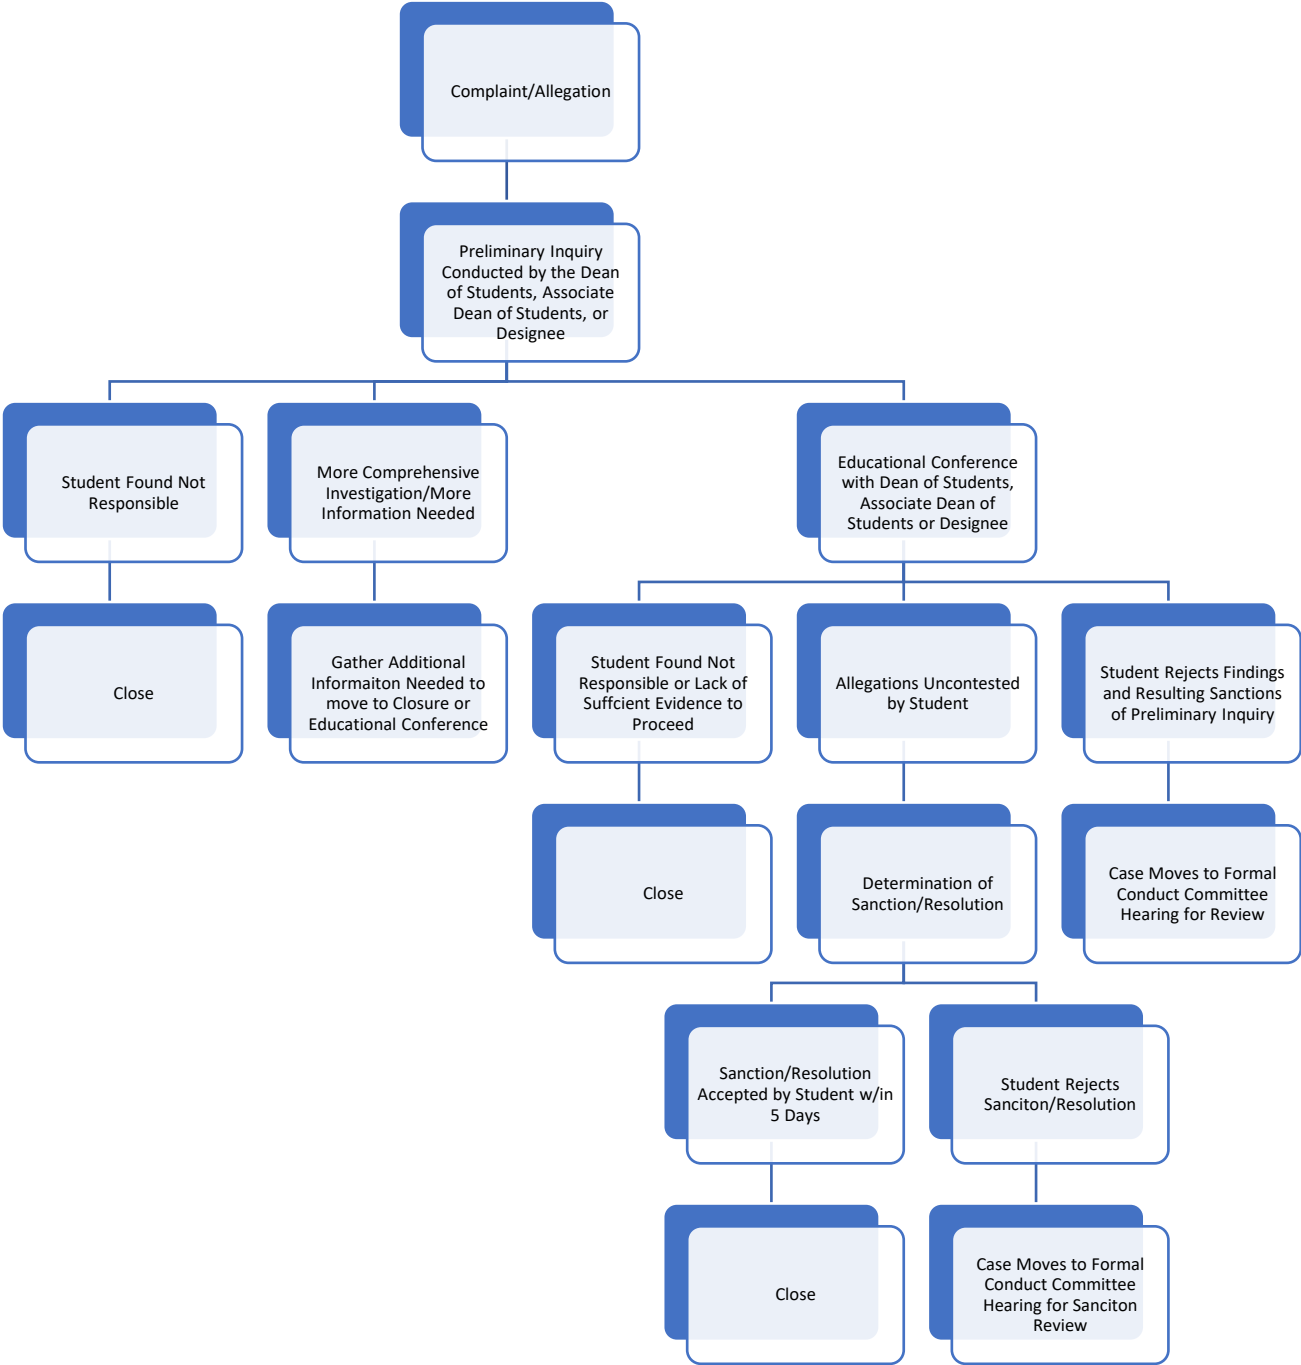 Complaint/Allegation
Preliminary Inquiry
Conducted by the Dean
of Students, Associate
Dean of Students, or
Designee
Student Found Not
Responsible
More Comprehensive
Investigation/More
Information Needed
Educational Conference
with Dean of Students,
Associate Dean of
Students or Designee
Close
Gather Additional
Informaiton Needed to
move to Closure or
Educational Conference
Student Found Not
Responsible or Lack of
Suffcient Evidence to
Proceed
Allegations Uncontested
by Student
Student Rejects Findings
and Resulting Sanctions
of Preliminary Inquiry
Close
Determination of
Sanction/Resolution
Case Moves to Formal
Conduct Committee
Hearing for Review
Sanction/Resolution
Accepted by Student w/in
5 Days
Student Rejects
Sanciton/Resolution
Close
Case Moves to Formal
Conduct Committee
Hearing for Sanciton
Review